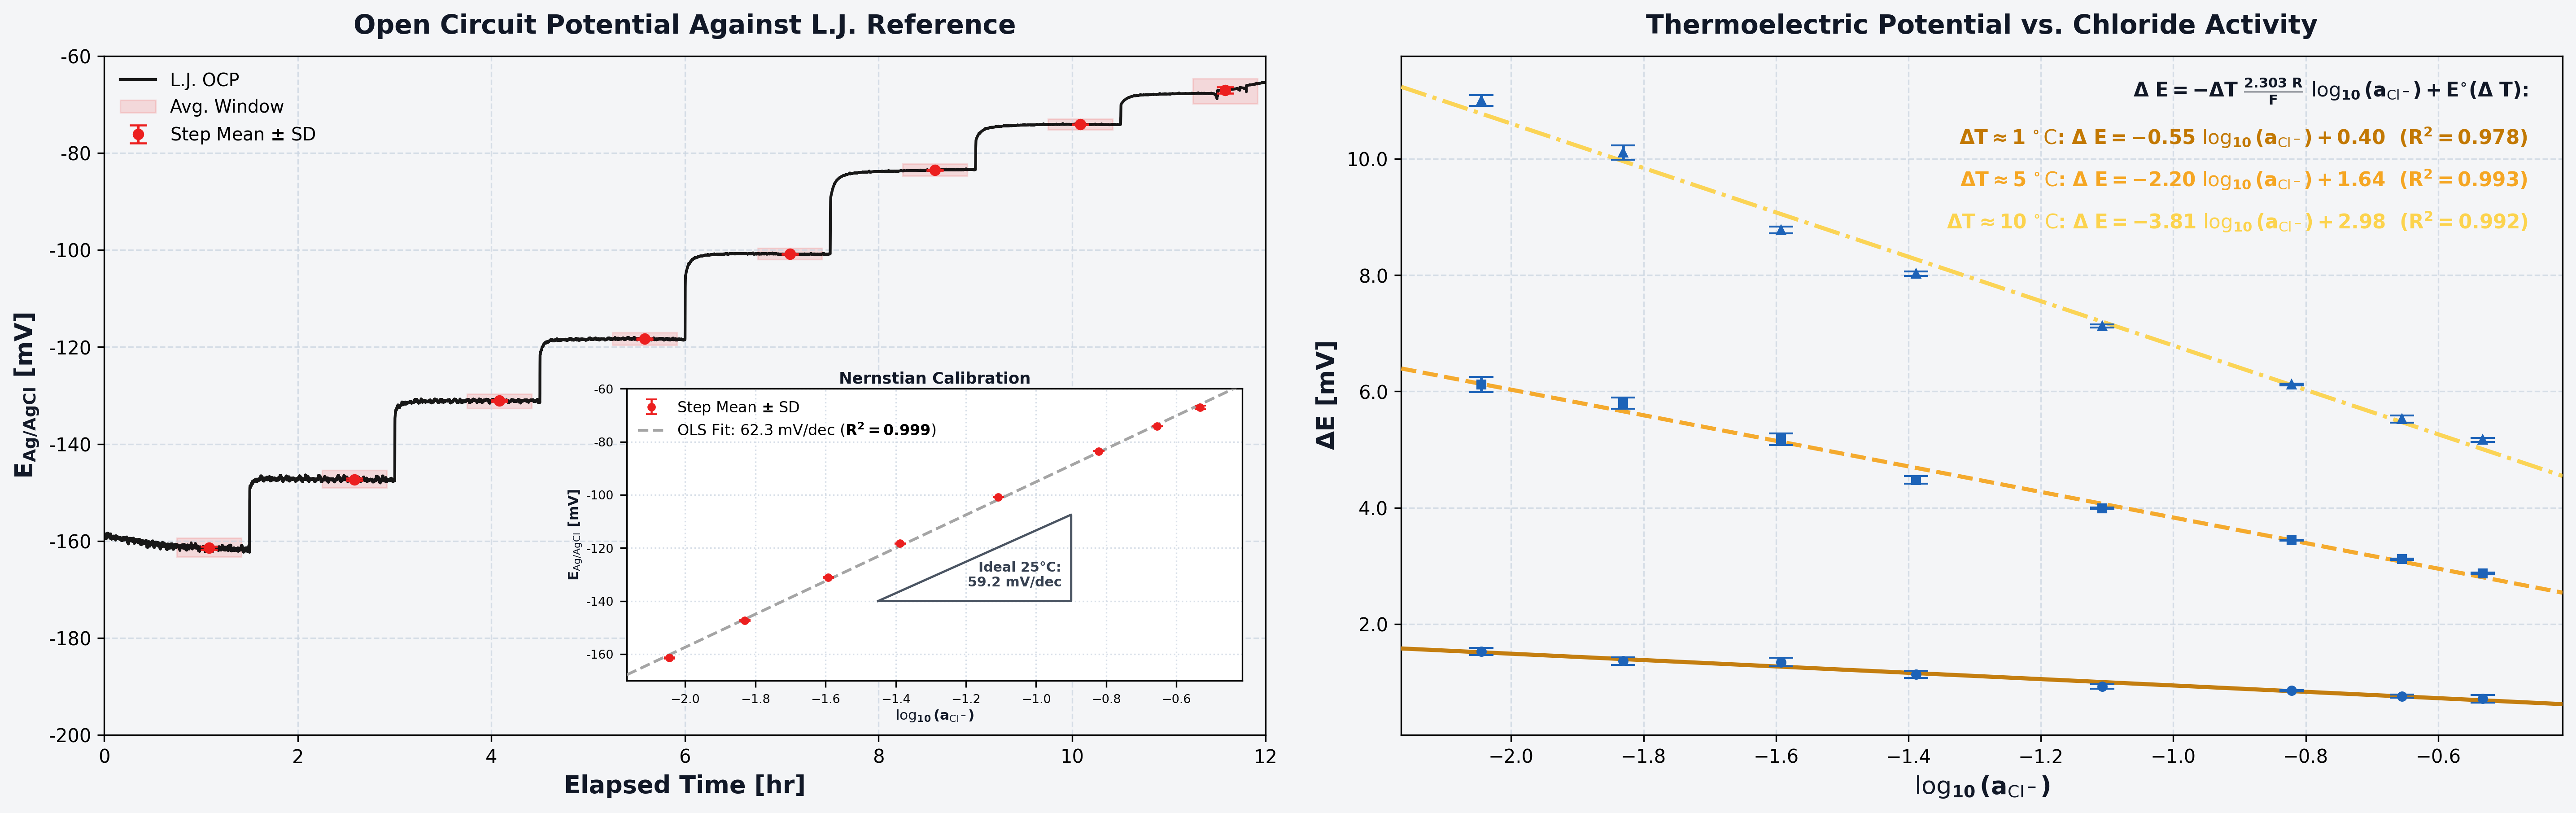 Open Circuit Potential Against L.J. Reference
L.J. OCP
Avg. Window
Step Mean ± SD
E_Ag/AgCl [mV]
-60
-80
-100
-120
-140
-160
-180
-200
0 2 4 6 8 10 12
Elapsed Time [hr]
Nernstian Calibration
Step Mean ± SD
OLS Fit: 62.3 mV/dec (R² = 0.999)
E_Ag/AgCl [mV]
-60
-80
-100
-120
-140
-160
Ideal 25°C:
59.2 mV/dec
−2.0 −1.8 −1.6 −1.4 −1.2 −1.0 −0.8 −0.6
log₁₀(a_Cl⁻)
Thermoelectric Potential vs. Chloride Activity
Δ E = −ΔT 2.303 R/F log₁₀(a_Cl⁻) + E°(Δ T):
ΔT ≈ 1 °C: Δ E = −0.55 log₁₀(a_Cl⁻) + 0.40 (R² = 0.978)
ΔT ≈ 5 °C: Δ E = −2.20 log₁₀(a_Cl⁻) + 1.64 (R² = 0.993)
ΔT ≈ 10 °C: Δ E = −3.81 log₁₀(a_Cl⁻) + 2.98 (R² = 0.992)
ΔE [mV]
10.0
8.0
6.0
4.0
2.0
−2.0 −1.8 −1.6 −1.4 −1.2 −1.0 −0.8 −0.6
log₁₀(a_Cl⁻)